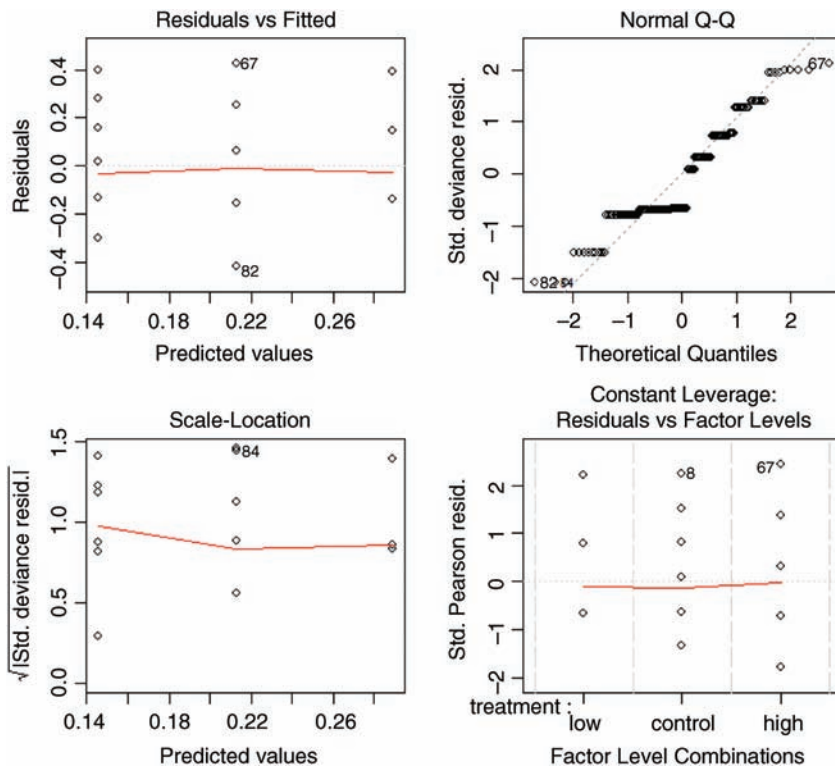 Residuals vs Fitted
Residuals
0.4
0.2
0.0
−0.2
−0.4
67
82
0.14
0.18
0.22
0.26
Predicted values
Normal Q-Q
Std. deviance resid.
2
1
0
−1
−2
67
82
−2
−1
0
1
2
Theoretical Quantiles
Scale-Location
√|Std. deviance resid.|
1.5
1.0
0.5
0.0
84
0.14
0.18
0.22
0.26
Predicted values
Constant Leverage:
Residuals vs Factor Levels
Std. Pearson resid.
2
1
0
−1
−2
8
67
treatment :
low
control
high
Factor Level Combinations